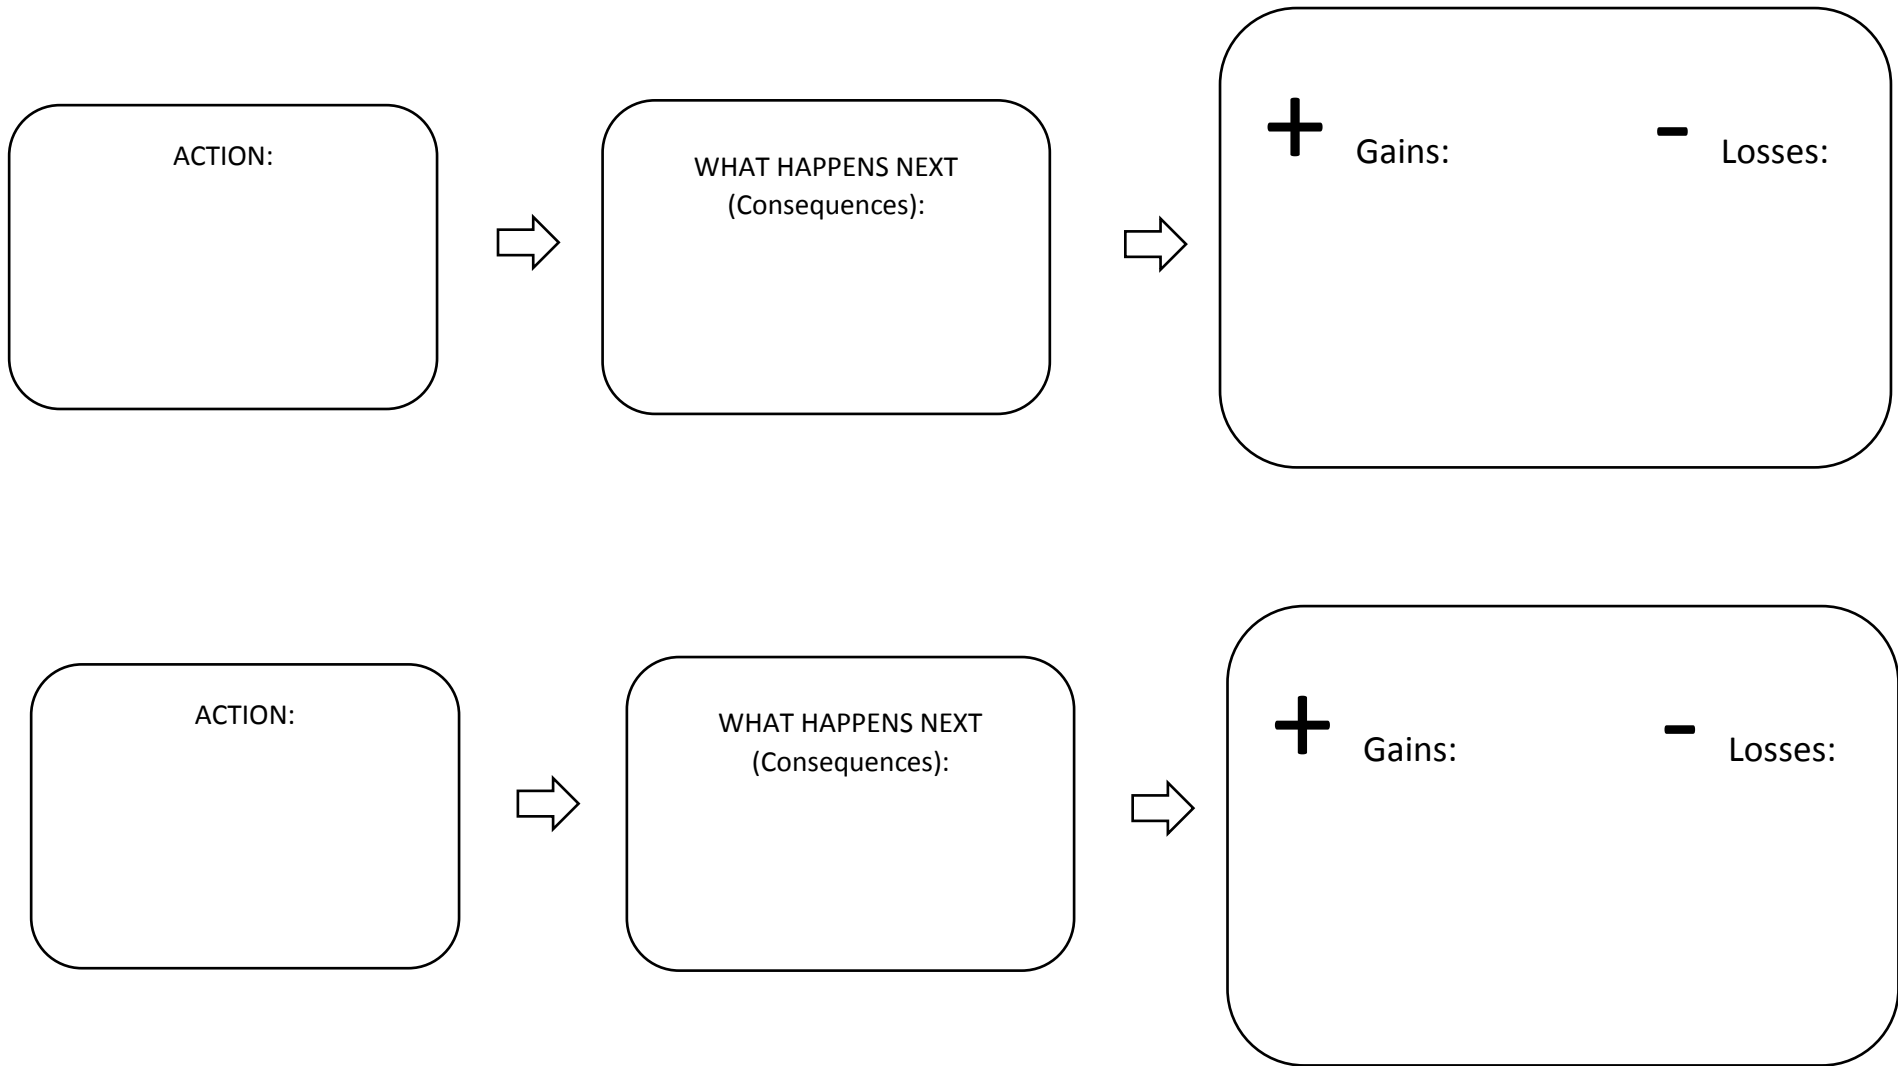 ACTION:
WHAT HAPPENS NEXT
(Consequences):
+ Gains:
- Losses:
ACTION:
WHAT HAPPENS NEXT
(Consequences):
+ Gains:
- Losses: